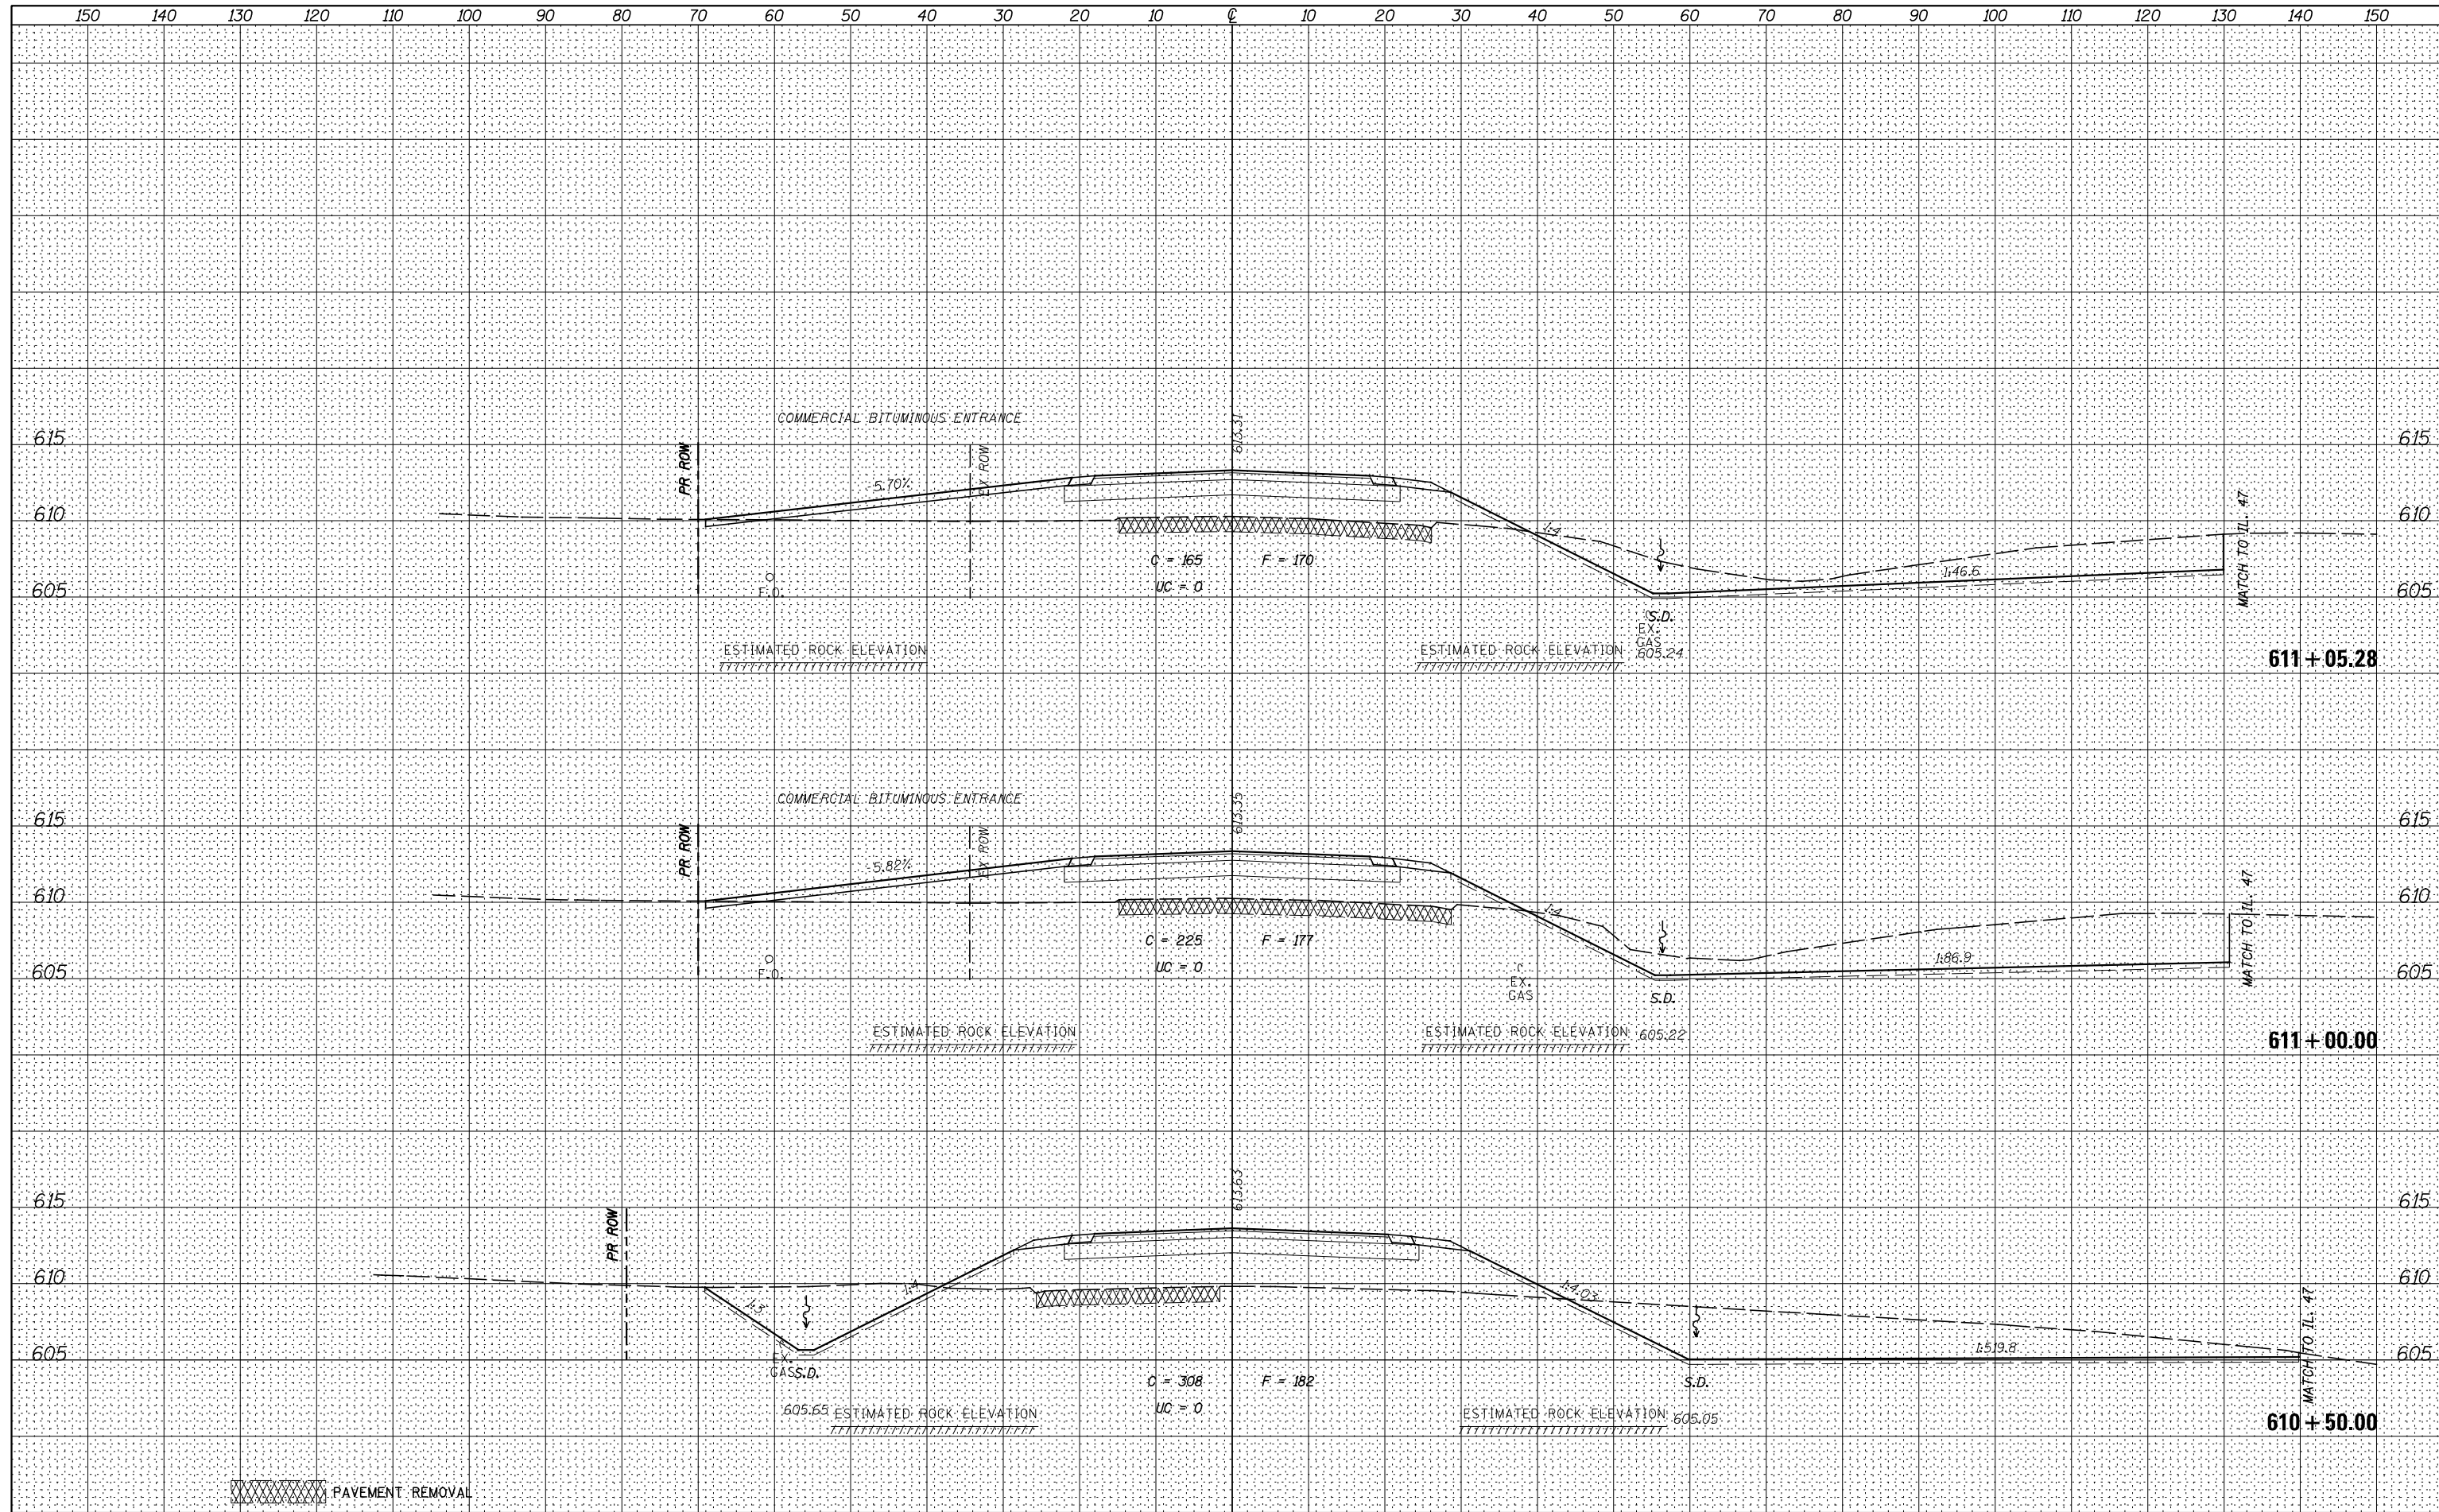 150 140 130 120 110 100 90 80 70 60 50 40 30 20 10 ℄ 10 20 30 40 50 60 70 80 90 100 110 120 130 140 150
COMMERCIAL BITUMINOUS ENTRANCE
613.31
615
PR ROW
EX ROW
615
5.70%
610
1:4
MATCH TO IL. 47
610
C = 165
F = 170
1:46.6
605
F.O.
UC = 0
605
S.D.
EX.
GAS
ESTIMATED ROCK ELEVATION
ESTIMATED ROCK ELEVATION
605.24
611+05.28
COMMERCIAL BITUMINOUS ENTRANCE
613.35
615
PR ROW
EX ROW
615
5.82%
610
1:4
MATCH TO IL. 47
610
C = 225
F = 177
1:86.9
605
F.O.
UC = 0
605
EX.
GAS
S.D.
ESTIMATED ROCK ELEVATION
ESTIMATED ROCK ELEVATION
605.22
611+00.00
613.63
615
PR ROW
615
610
1:3
1:4
1:4.03
610
MATCH TO IL. 47
1:519.8
605
605
EX.
GAS
S.D.
C = 308
F = 182
S.D.
UC = 0
605.65
ESTIMATED ROCK ELEVATION
ESTIMATED ROCK ELEVATION
605.05
610+50.00
PAVEMENT REMOVAL